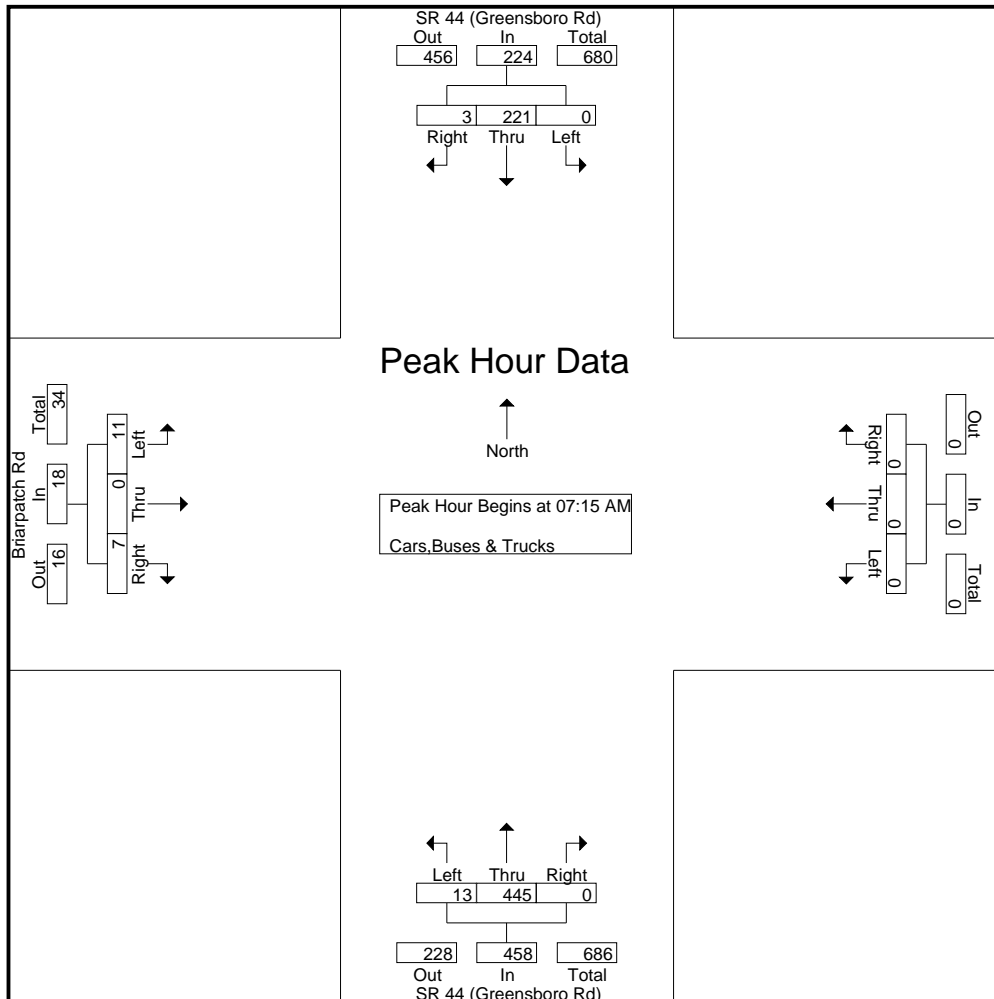 SR 44 (Greensboro Rd)
Out In Total
456 224 680
3 221 0
Right Thru Left
Peak Hour Data
North
Peak Hour Begins at 07:15 AM
Cars,Buses & Trucks
Briarpatch Rd
Out In Total
16 18 34
Left Thru Right
11 0 7
Out In Total
0 0 0
Right Thru Left
0 0 0
Left Thru Right
13 445 0
228 458 686
Out In Total
SR 44 (Greensboro Rd)